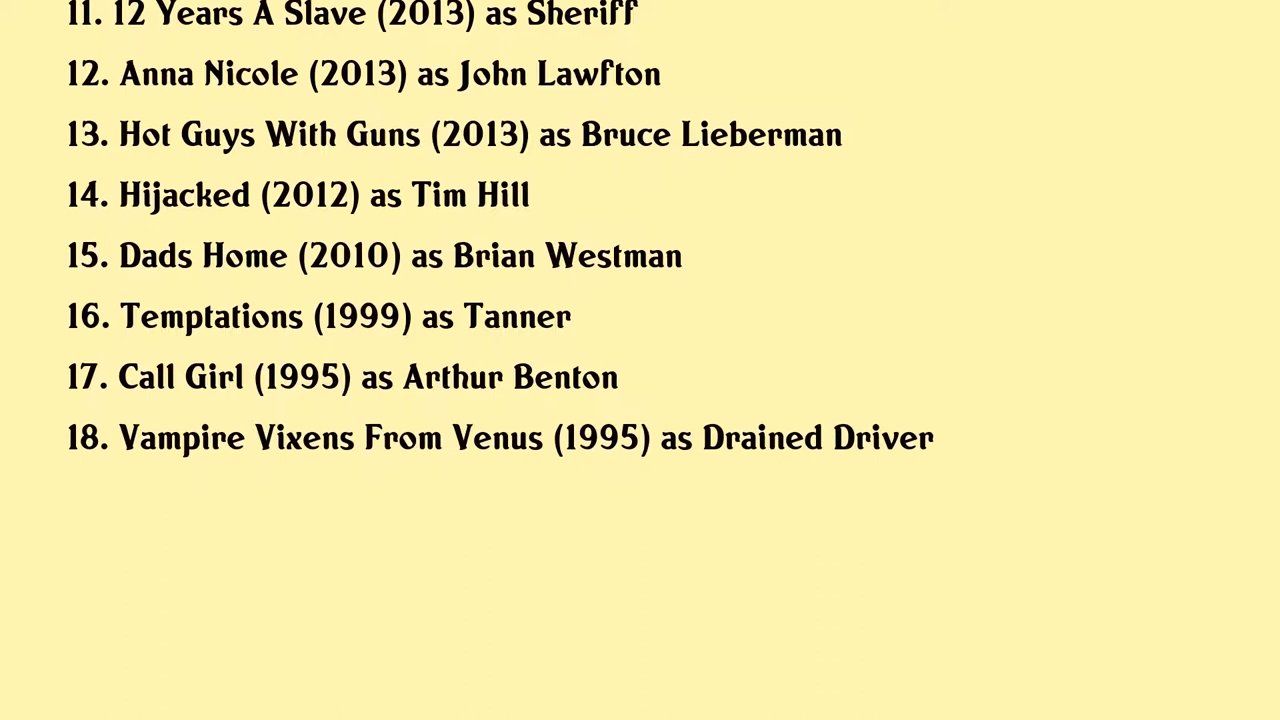 11. 12 Years A Slave (2013) as Sheriff
12. Anna Nicole (2013) as John Lawfton
13. Hot Guys With Guns (2013) as Bruce Lieberman
14. Hijacked (2012) as Tim Hill
15. Dads Home (2010) as Brian Westman
16. Temptations (1999) as Tanner
17. Call Girl (1995) as Arthur Benton
18. Vampire Vixens From Venus (1995) as Drained Driver